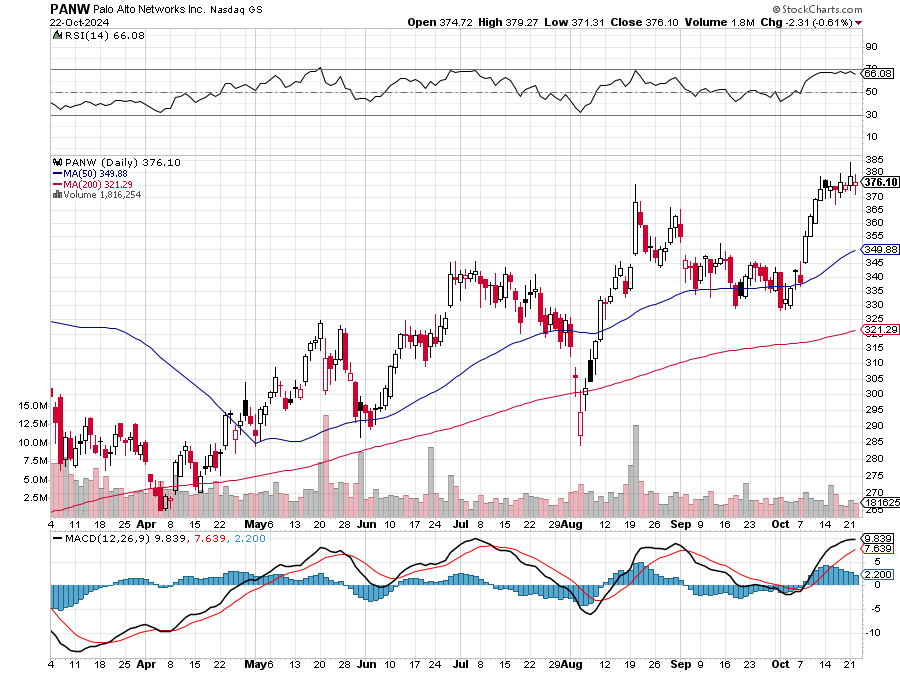 PANW Palo Alto Networks Inc. Nasdaq GS © StockCharts.com
22-Oct-2024 Open 374.72 High 379.27 Low 371.31 Close 376.10 Volume 1.8M Chg -2.31 (-0.61%)
RSI(14) 66.08
90
70
66.08
50
30
10
PANW (Daily) 376.10
MA(50) 349.88
MA(200) 321.29
Volume 1,816,254
385
380
376.10
370
365
360
355
349.88
345
340
335
330
325
321.29
315
310
305
300
295
290
285
280
275
270
265
15.0M
12.5M
10.0M
7.5M
5.0M
2.5M
181625
4 11 18 25 Apr 8 15 22 May 6 13 20 28 Jun 10 17 24 Jul 8 15 22 29 Aug 12 19 26 Sep 9 16 23 Oct 7 14 21
MACD(12,26,9) 9.839, 7.639, 2.200
9.839
7.639
5
2.200
0
-5
-10
4 11 18 25 Apr 8 15 22 May 6 13 20 28 Jun 10 17 24 Jul 8 15 22 29 Aug 12 19 26 Sep 9 16 23 Oct 7 14 21